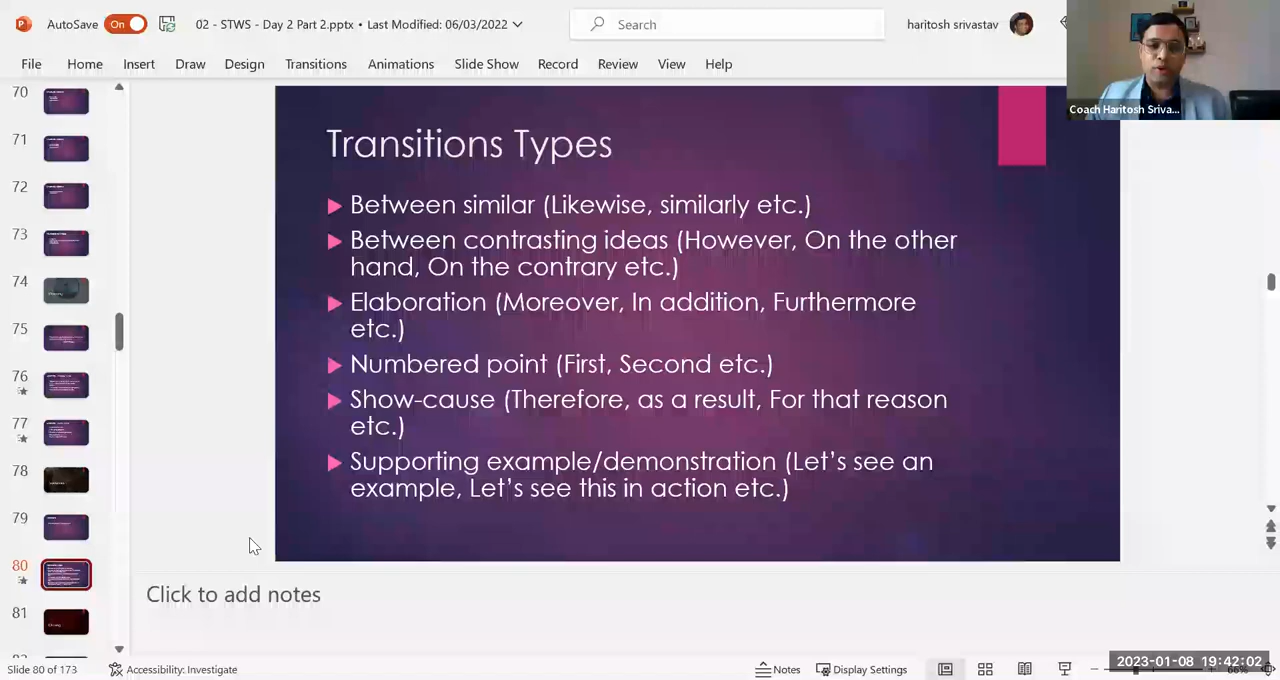 AutoSave On 02 - STWS - Day 2 Part 2.pptx • Last Modified: 06/03/2022 Search haritosh srivastav
File Home Insert Draw Design Transitions Animations Slide Show Record Review View Help
Coach Haritosh Sriva...
70
71
72
73
74
75
76
77
78
79
80
81
Transitions Types
Between similar (Likewise, similarly etc.)
Between contrasting ideas (However, On the other
hand, On the contrary etc.)
Elaboration (Moreover, In addition, Furthermore
etc.)
Numbered point (First, Second etc.)
Show-cause (Therefore, as a result, For that reason
etc.)
Supporting example/demonstration (Let's see an
example, Let's see this in action etc.)
Click to add notes
Slide 80 of 173 Accessibility: Investigate Notes Display Settings
2023-01-08 19:42:02